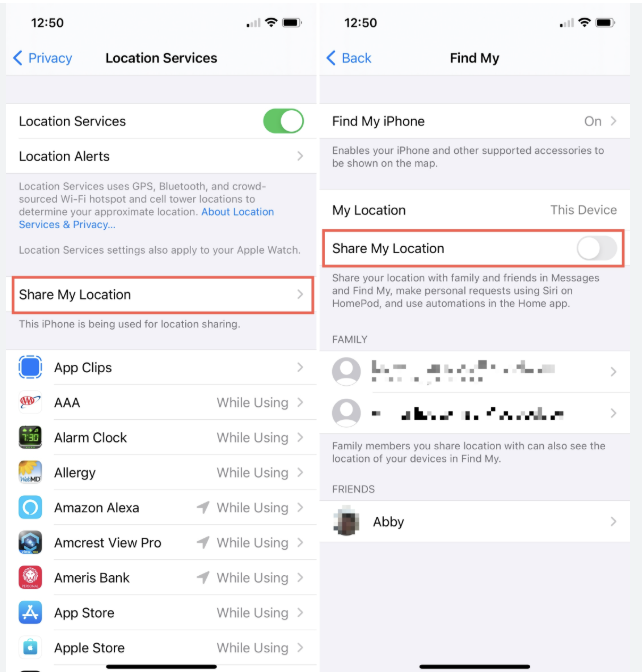 12:50
Privacy
Location Services
Location Services
Location Alerts
Location Services uses GPS, Bluetooth, and crowd-
sourced Wi-Fi hotspot and cell tower locations to
determine your approximate location. About Location
Services & Privacy...
Location Services settings also apply to your Apple Watch.
Share My Location
This iPhone is being used for location sharing.
App Clips
AAA While Using
Alarm Clock While Using
Allergy While Using
Amazon Alexa While Using
Amcrest View Pro While Using
Ameris Bank While Using
App Store While Using
Apple Store While Using
12:50
Back
Find My
Find My iPhone On
Enables your iPhone and other supported accessories to
be shown on the map.
My Location This Device
Share My Location
Share your location with family and friends in Messages
and Find My, make personal requests using Siri on
HomePod, and use automations in the Home app.
FAMILY
Family members you share location with can also see the
location of your devices in Find My.
FRIENDS
Abby